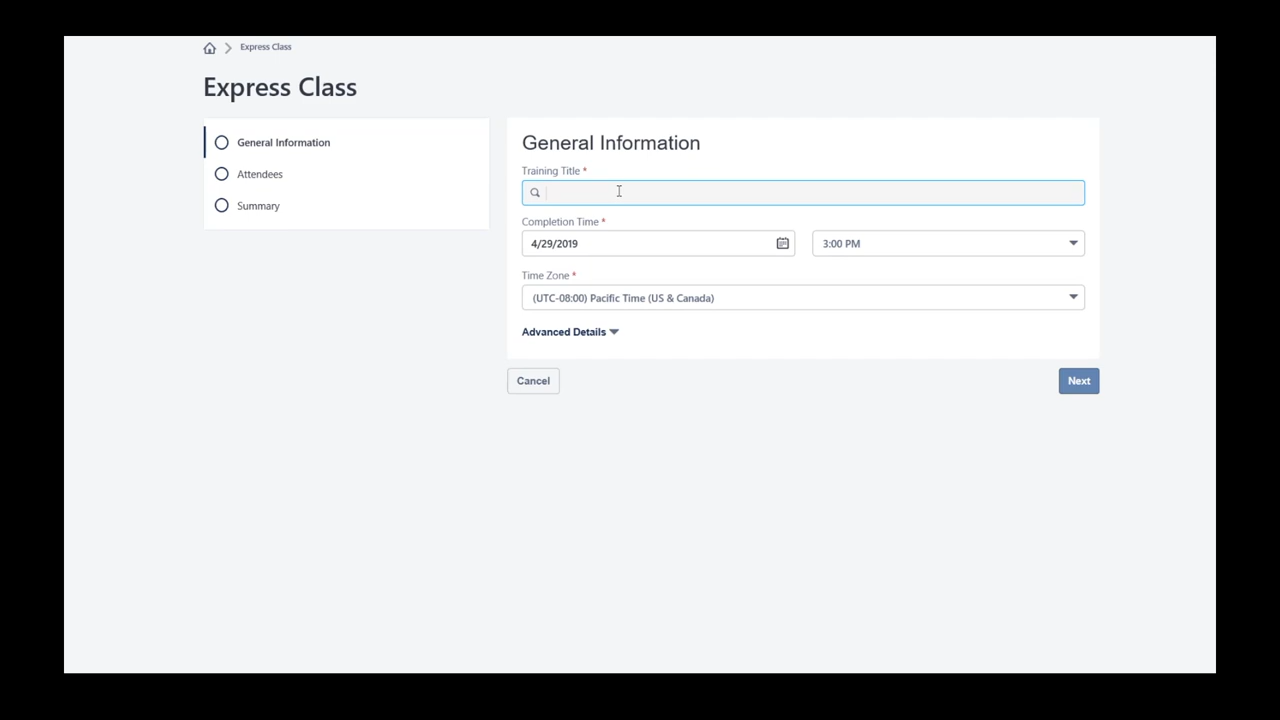 Express Class
Express Class
General Information
Attendees
Summary
General Information
Training Title *
Completion Time *
4/29/2019
3:00 PM
Time Zone *
(UTC-08:00) Pacific Time (US & Canada)
Advanced Details
Cancel
Next